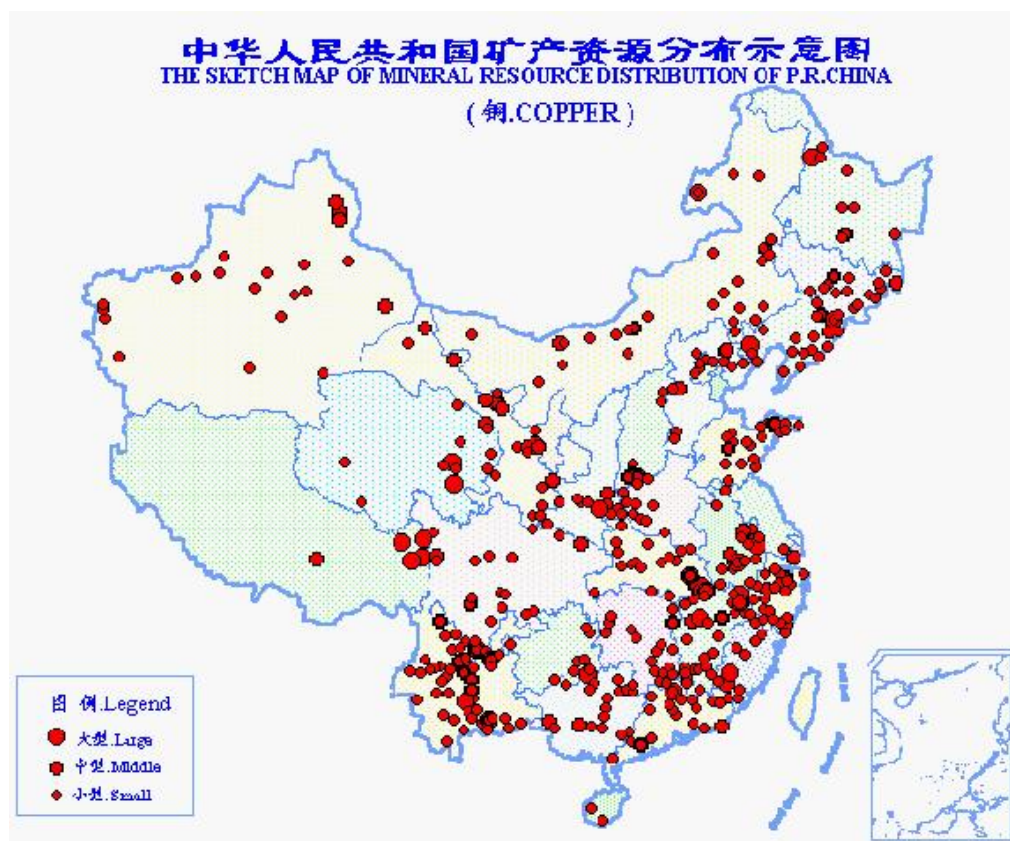 中华人民共和国矿产资源分布示意图
THE SKETCH MAP OF MINERAL RESOURCE DISTRIBUTION OF P.R.CHINA
(铜.COPPER)
图 例.Legend
大型.Large
中型.Middle
小型.Small